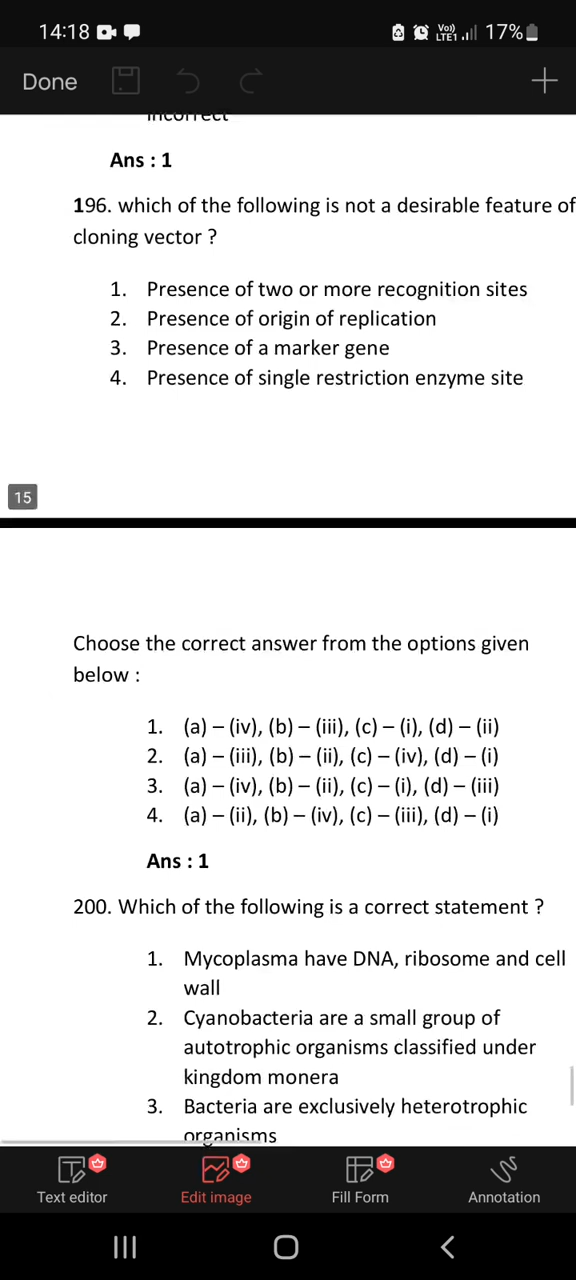 14:18 Vo)) LTE1 17%
Done
incorrect
Ans : 1
196. which of the following is not a desirable feature of
cloning vector ?
1. Presence of two or more recognition sites
2. Presence of origin of replication
3. Presence of a marker gene
4. Presence of single restriction enzyme site
15
Choose the correct answer from the options given
below :
1. (a) – (iv), (b) – (iii), (c) – (i), (d) – (ii)
2. (a) – (iii), (b) – (ii), (c) – (iv), (d) – (i)
3. (a) – (iv), (b) – (ii), (c) – (i), (d) – (iii)
4. (a) – (ii), (b) – (iv), (c) – (iii), (d) – (i)
Ans : 1
200. Which of the following is a correct statement ?
1. Mycoplasma have DNA, ribosome and cell
wall
2. Cyanobacteria are a small group of
autotrophic organisms classified under
kingdom monera
3. Bacteria are exclusively heterotrophic
organisms
Text editor Edit image Fill Form Annotation